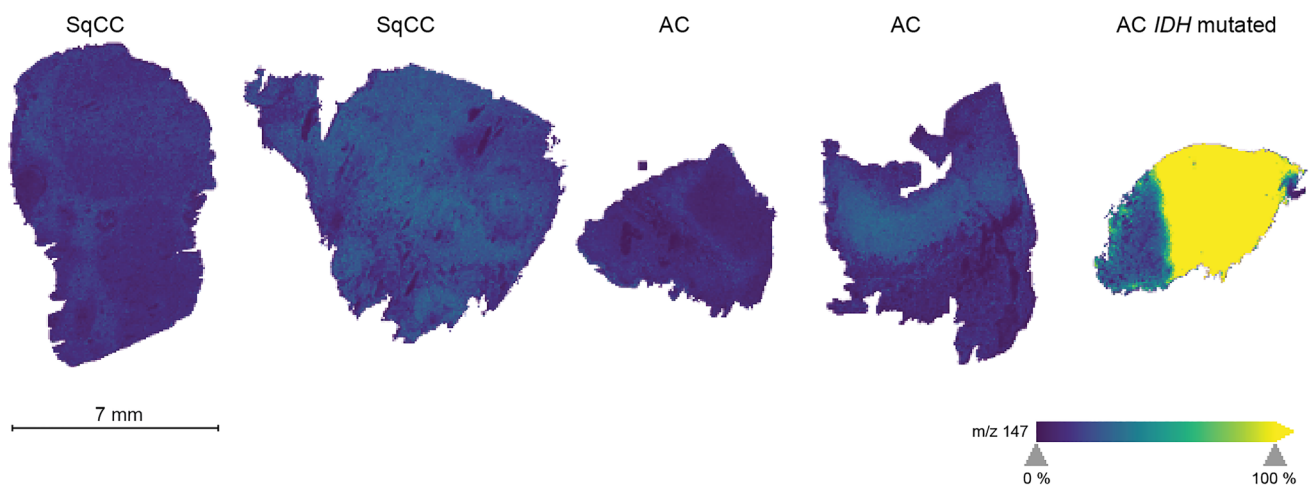 SqCC
SqCC
AC
AC
AC IDH mutated
7 mm
m/z 147
0 %
100 %